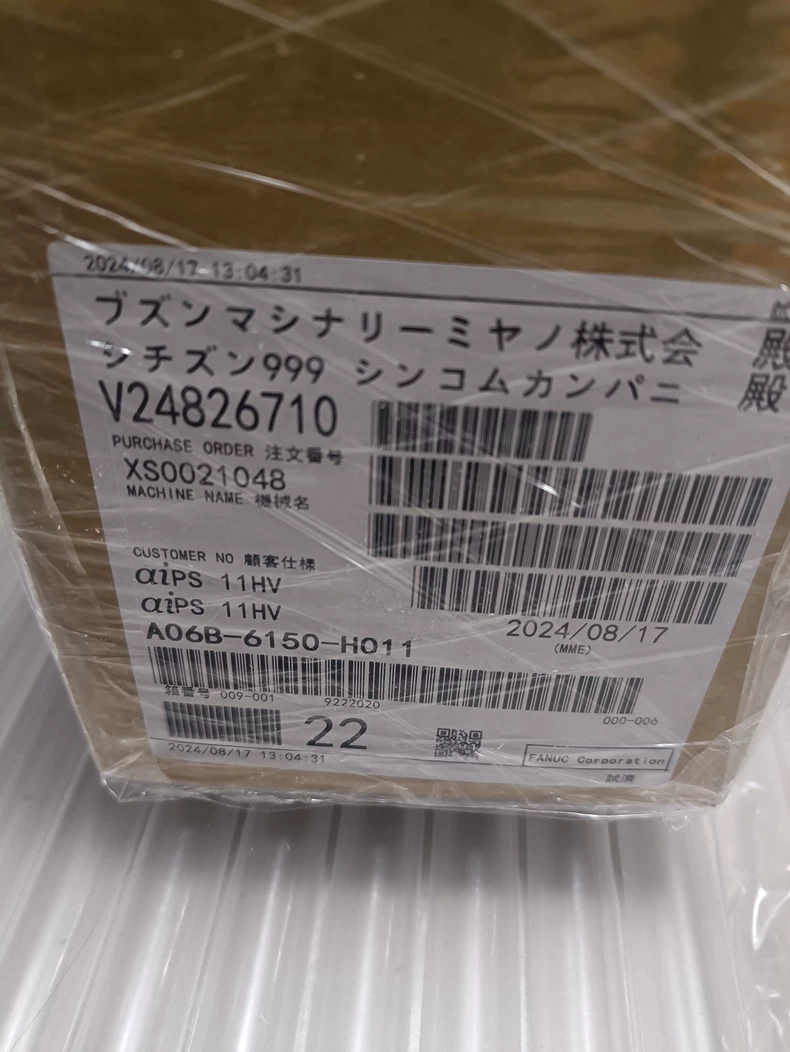 2024/08/17-13:04:31
ブズンマシナリーミヤノ株式会 殿
シチズン999 シンコムカンパニ 殿
V24826710
PURCHASE ORDER 注文番号
XS0021048
MACHINE NAME 機械名
CUSTOMER NO 顧客仕様
αiPS 11HV
αiPS 11HV
2024/08/17
(MME)
A06B-6150-H011
箱番号 009-001 9222020
000-006
22
FANUC Corporation
2024/08/17 13:04:31
試済